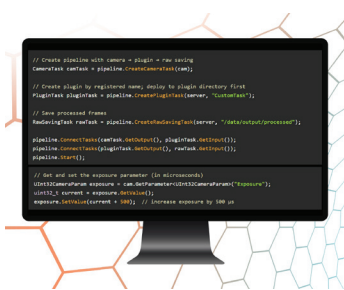 // Create pipeline with camera → plugin → raw saving
CameraTask camTask = pipeline.CreateCameraTask(cam);
// Create plugin by registered name; deploy to plugin directory first
PluginTask pluginTask = pipeline.CreatePluginTask(server, "CustomTask");
// Save processed frames
RawSavingTask rawTask = pipeline.CreateRawSavingTask(server, "/data/output/processed");
pipeline.ConnectTasks(camTask.GetOutput(), pluginTask.GetInput());
pipeline.ConnectTasks(pluginTask.GetOutput(), rawTask.GetInput());
pipeline.Start();
// Get and set the exposure parameter (in microseconds)
UInt32CameraParam exposure = cam.GetParameter<UInt32CameraParam>("Exposure");
uint32_t current = exposure.GetValue();
exposure.SetValue(current + 500); // increase exposure by 500 µs